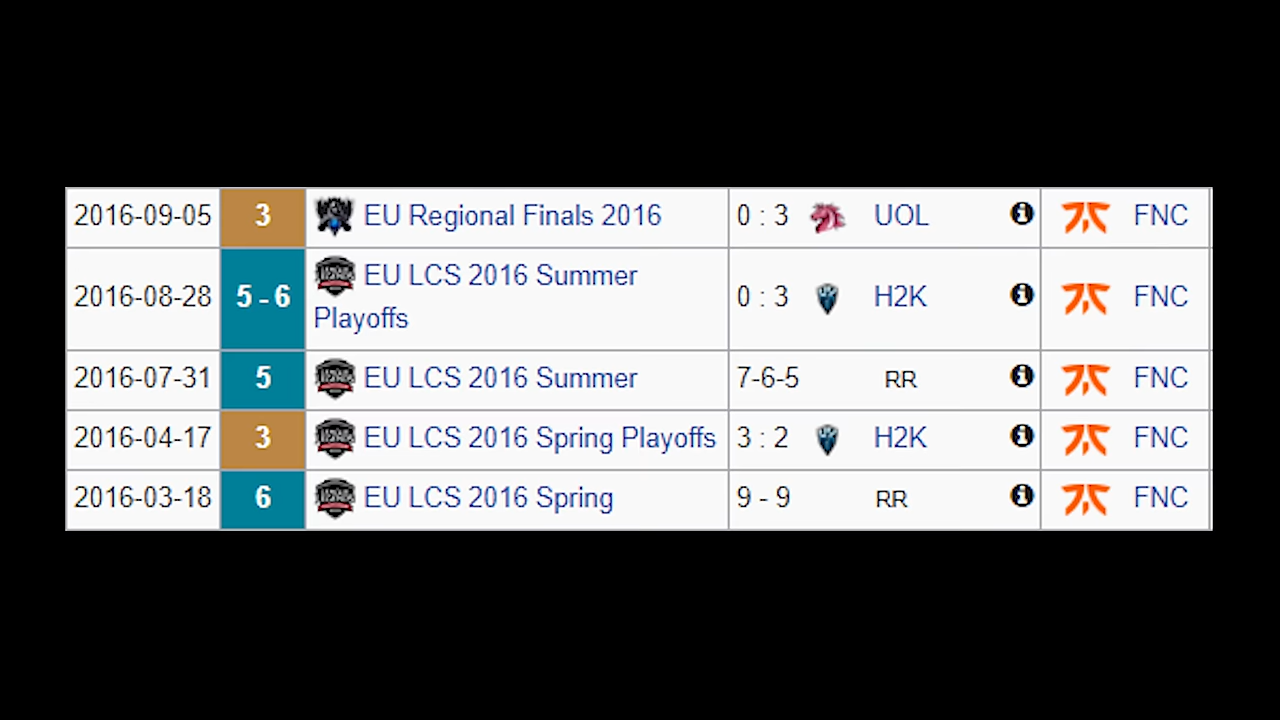 2016-09-05 3 EU Regional Finals 2016 0 : 3 UOL FNC
2016-08-28 5 - 6 EU LCS 2016 Summer
Playoffs 0 : 3 H2K FNC
2016-07-31 5 EU LCS 2016 Summer 7-6-5 RR FNC
2016-04-17 3 EU LCS 2016 Spring Playoffs 3 : 2 H2K FNC
2016-03-18 6 EU LCS 2016 Spring 9 - 9 RR FNC